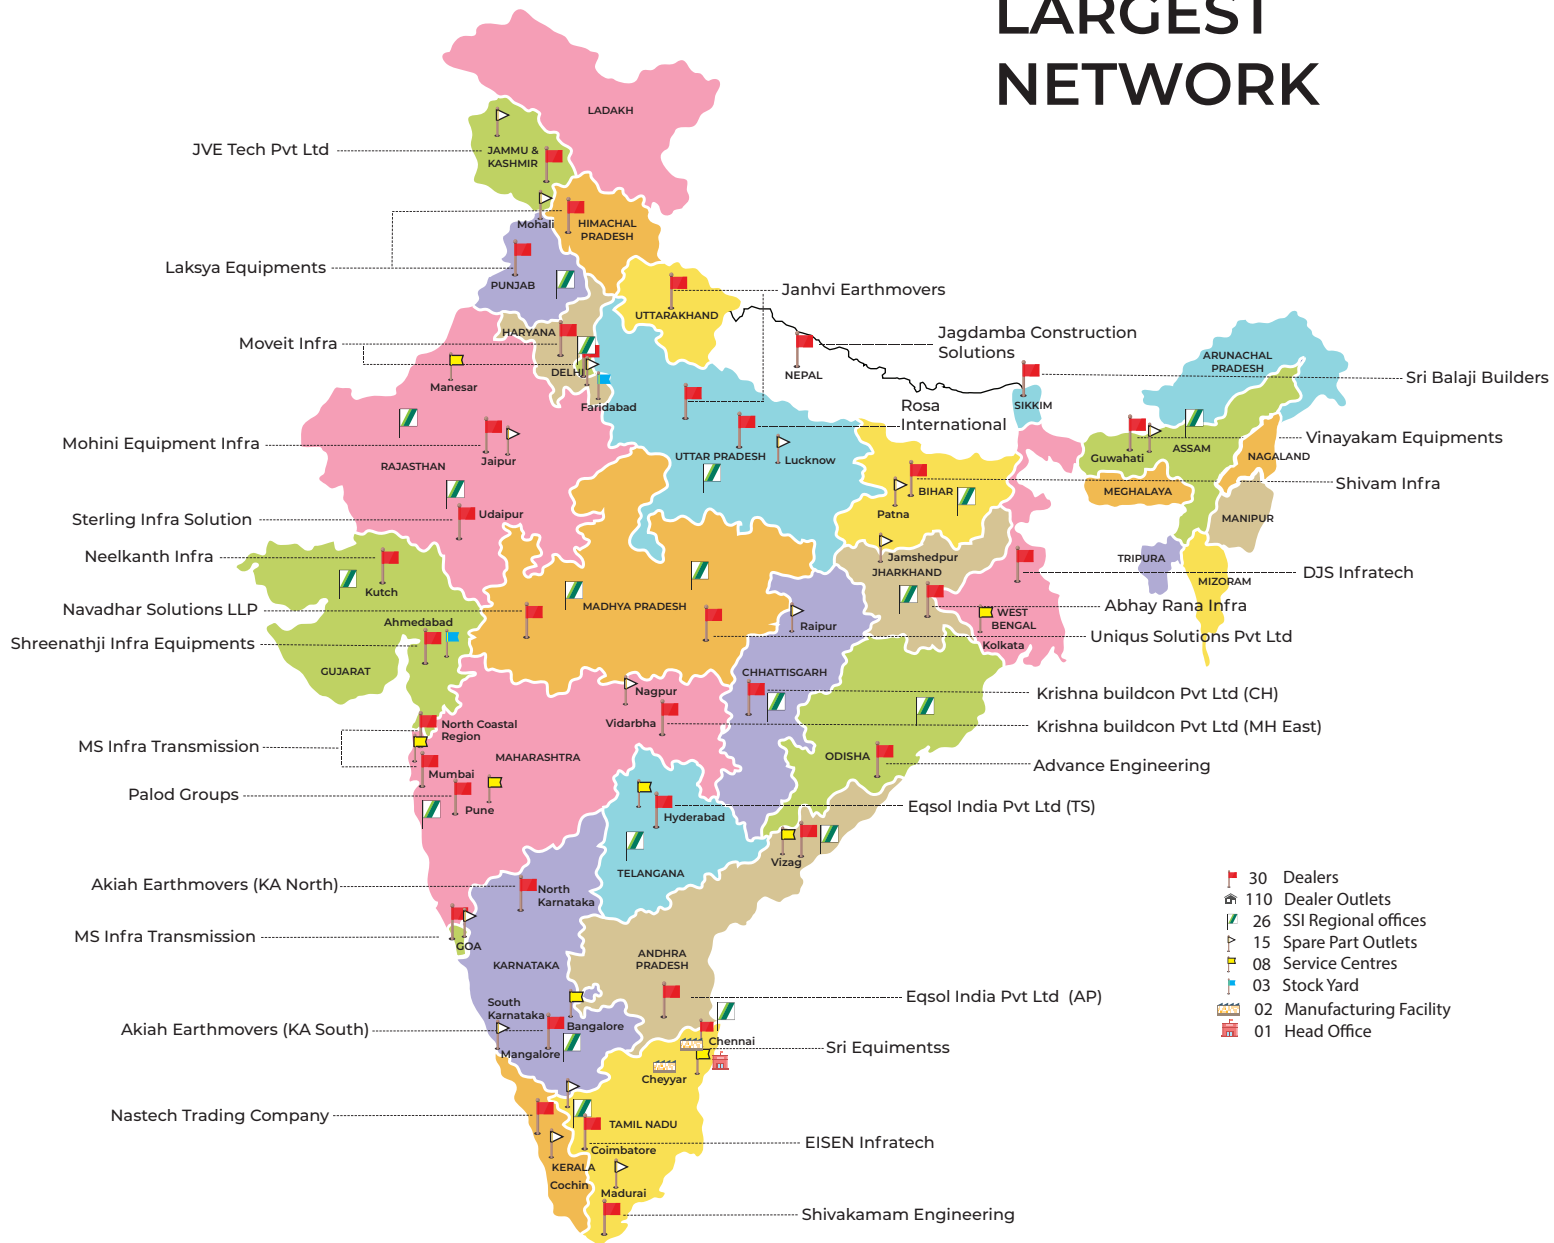 LARGEST
NETWORK
LADAKH
JVE Tech Pvt Ltd
JAMMU &
KASHMIR
Mohali
HIMACHAL
PRADESH
Laksya Equipments
PUNJAB
Janhvi Earthmovers
UTTARAKHAND
HARYANA
Moveit Infra
Jagdamba Construction
Solutions
DELHI
NEPAL
Manesar
Faridabad
ARUNACHAL
PRADESH
Sri Balaji Builders
SIKKIM
Rosa
International
Mohini Equipment Infra
Jaipur
RAJASTHAN
UTTAR PRADESH
Lucknow
Guwahati
ASSAM
Vinayakam Equipments
NAGALAND
BIHAR
MEGHALAYA
Shivam Infra
Patna
MANIPUR
Sterling Infra Solution
Udaipur
Neelkanth Infra
Kutch
Jamshedpur
JHARKHAND
TRIPURA
MIZORAM
DJS Infratech
Navadhar Solutions LLP
MADHYA PRADESH
Abhay Rana Infra
WEST
BENGAL
Ahmedabad
Raipur
Shreenathji Infra Equipments
Kolkata
Uniqus Solutions Pvt Ltd
GUJARAT
CHHATTISGARH
Nagpur
Krishna buildcon Pvt Ltd (CH)
North Coastal
Region
Vidarbha
Krishna buildcon Pvt Ltd (MH East)
MS Infra Transmission
MAHARASHTRA
ODISHA
Advance Engineering
Mumbai
Palod Groups
Pune
Hyderabad
Eqsol India Pvt Ltd (TS)
Vizag
TELANGANA
Akiah Earthmovers (KA North)
North
Karnataka
30 Dealers
110 Dealer Outlets
26 SSI Regional offices
15 Spare Part Outlets
08 Service Centres
03 Stock Yard
02 Manufacturing Facility
01 Head Office
MS Infra Transmission
GOA
KARNATAKA
ANDHRA
PRADESH
Eqsol India Pvt Ltd (AP)
South
Karnataka
Akiah Earthmovers (KA South)
Bangalore
Mangalore
Chennai
Sri Equimentss
Cheyyar
Nastech Trading Company
TAMIL NADU
Coimbatore
EISEN Infratech
KERALA
Cochin
Madurai
Shivakamam Engineering